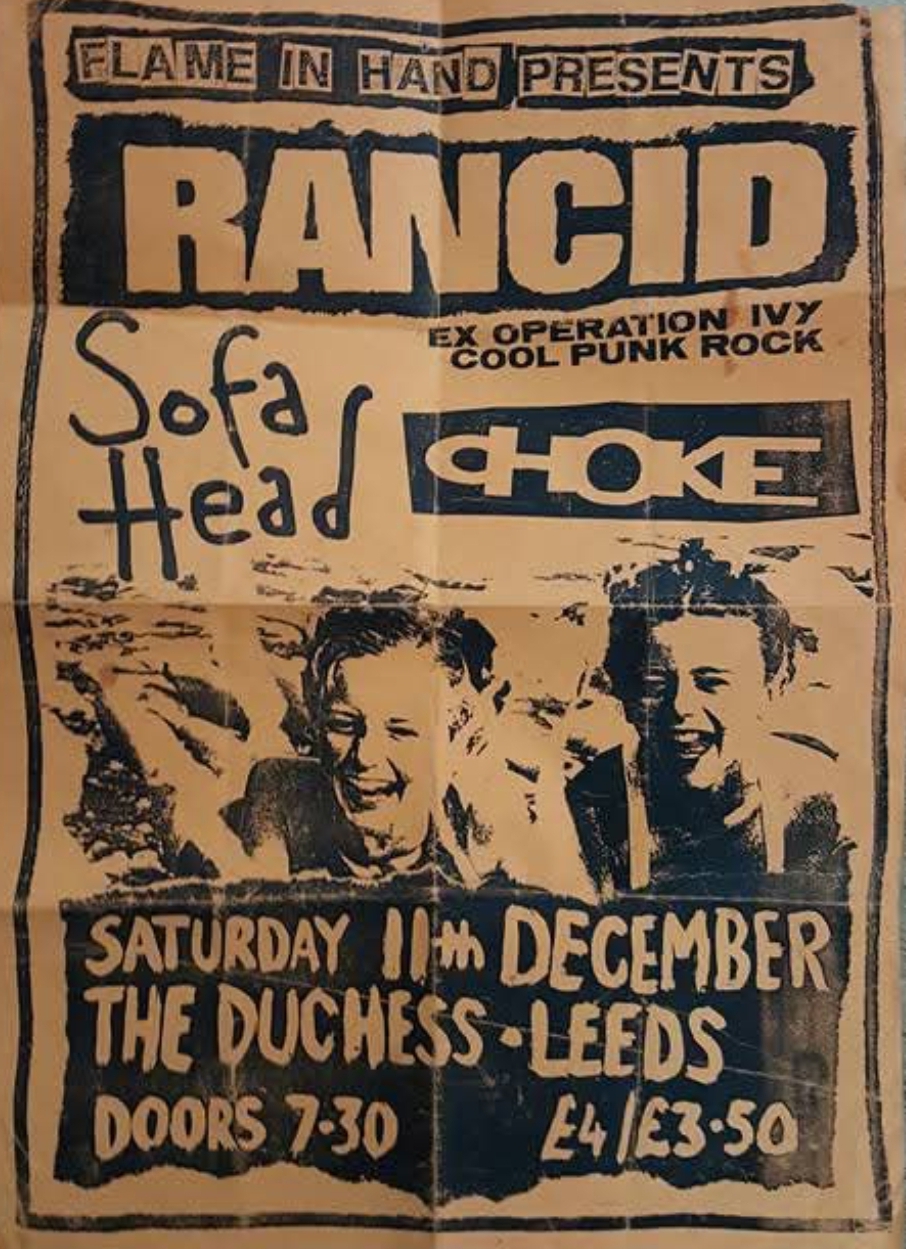 FLAME IN HAND PRESENTS
RANCID
EX OPERATION IVY
COOL PUNK ROCK
Sofa
Head
CHOKE
SATURDAY 11th DECEMBER
THE DUCHESS · LEEDS
DOORS 7·30 £4/£3·50